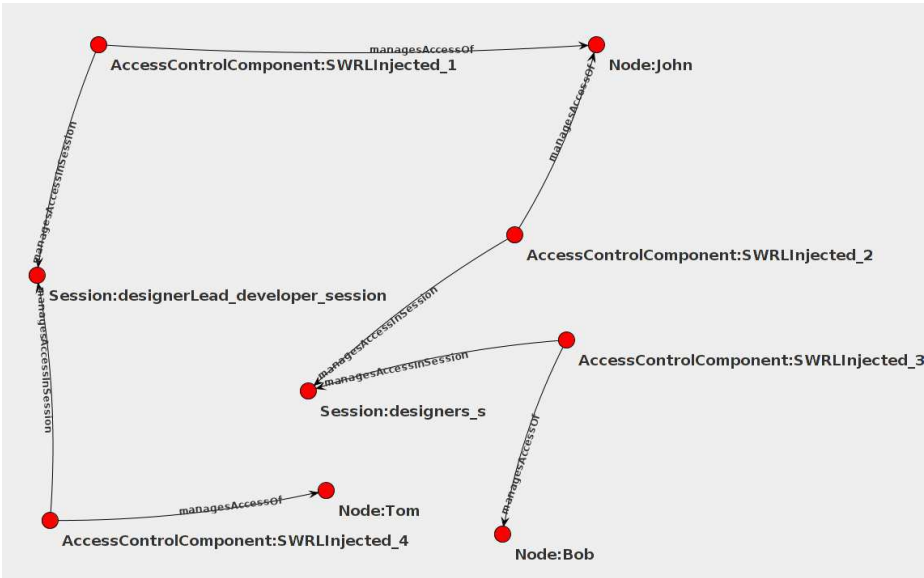 managesAccessOf
AccessControlComponent:SWRLInjected_1
Node:John
managesAccessOf
managesAccessInSession
AccessControlComponent:SWRLInjected_2
Session:designerLead_developer_session
managesAccessInSession
managesAccessInSession
managesAccessInSession
AccessControlComponent:SWRLInjected_3
Session:designers_s
managesAccessOf
managesAccessOf
Node:Tom
AccessControlComponent:SWRLInjected_4
Node:Bob